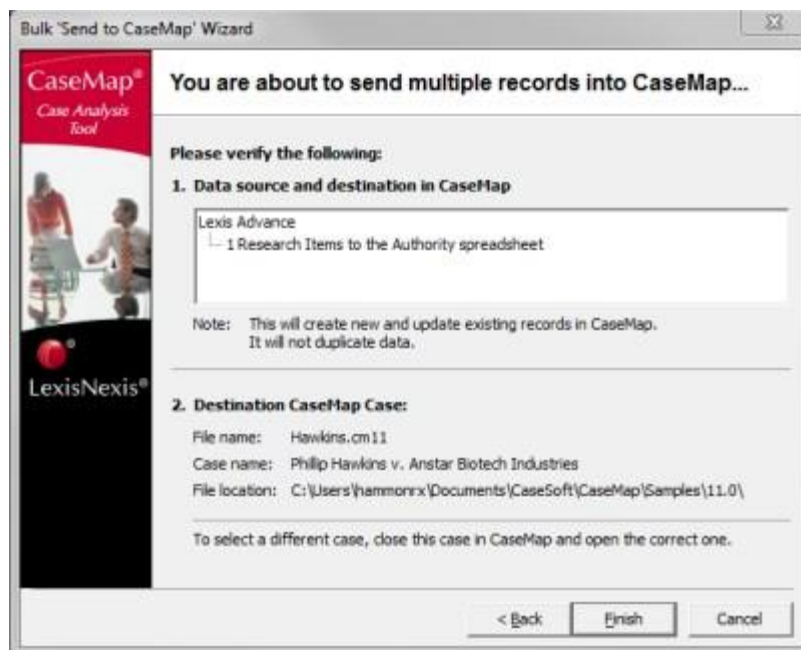 Bulk 'Send to CaseMap' Wizard
CaseMap®
Case Analysis
Tool
LexisNexis®
You are about to send multiple records into CaseMap...
Please verify the following:
1. Data source and destination in CaseMap
Lexis Advance
1 Research Items to the Authority spreadsheet
Note: This will create new and update existing records in CaseMap.
It will not duplicate data.
2. Destination CaseMap Case:
File name: Hawkins.cm11
Case name: Philip Hawkins v. Anstar Biotech Industries
File location: C:\Users\hammonrx\Documents\CaseSoft\CaseMap\Samples\11.0\
To select a different case, close this case in CaseMap and open the correct one.
< Back
Finish
Cancel